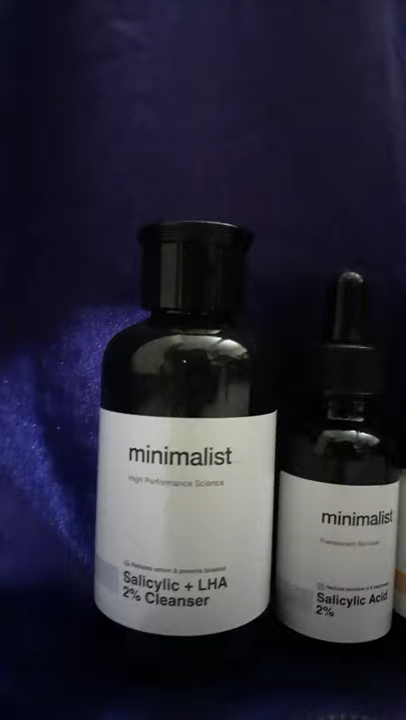 minimalist
High Performance Science
Salicylic + LHA
2% Cleanser
minimalist
Salicylic Acid
2%